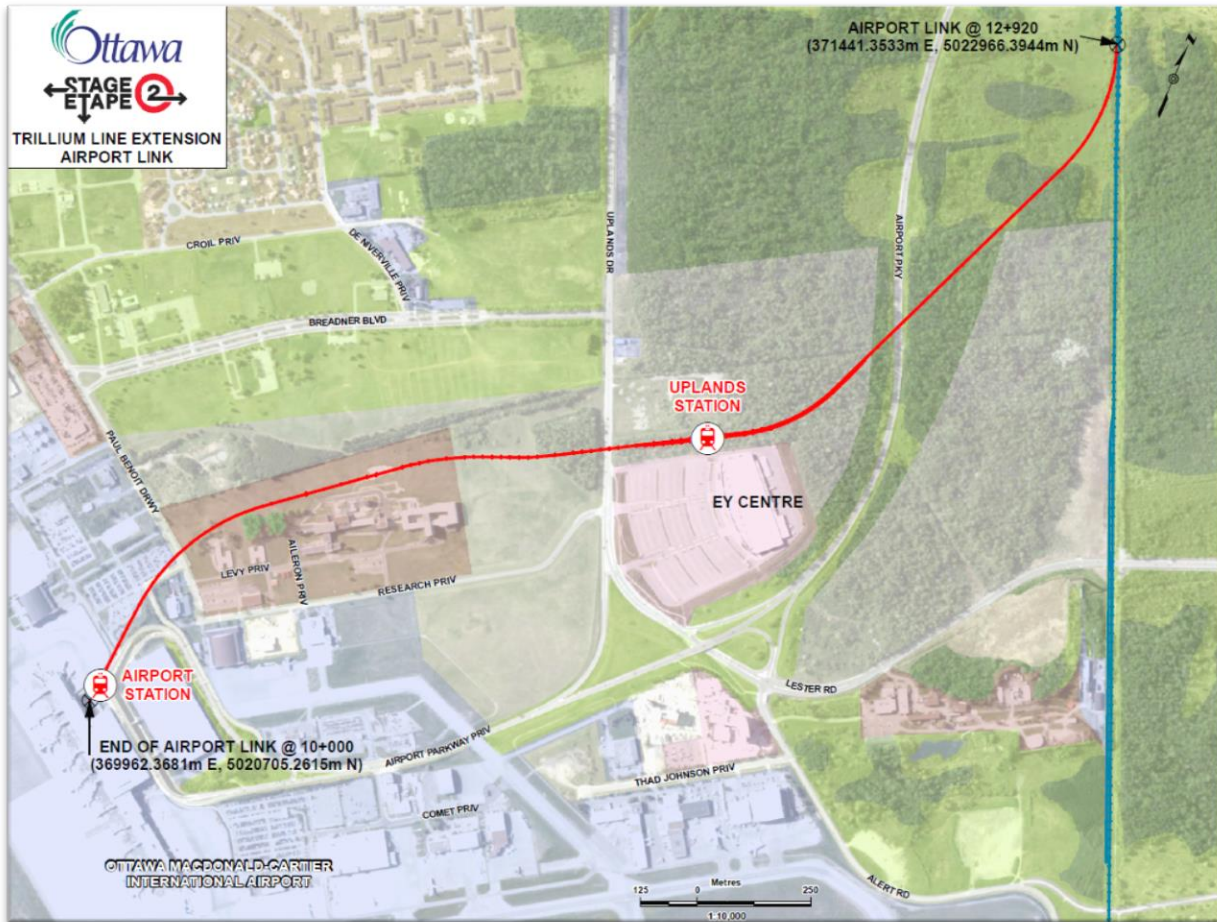 Ottawa
STAGE
ETAPE 2
TRILLIUM LINE EXTENSION
AIRPORT LINK
AIRPORT LINK @ 12+920
(371441.3533m E, 5022966.3944m N)
N
CROIL PRIV
DE NIVERVILLE PRIV
UPLANDS DR
AIRPORT PKY
BREADNER BLVD
UPLANDS
STATION
PAUL BENOIT DRWY
EY CENTRE
LEVY PRIV
AILERON PRIV
RESEARCH PRIV
AIRPORT
STATION
LESTER RD
END OF AIRPORT LINK @ 10+000
(369962.3681m E, 5020705.2615m N)
AIRPORT PARKWAY PRIV
THAD JOHNSON PRIV
COMET PRIV
OTTAWA MACDONALD-CARTIER
INTERNATIONAL AIRPORT
ALERT RD
Metres
125 0 250
1:10,000